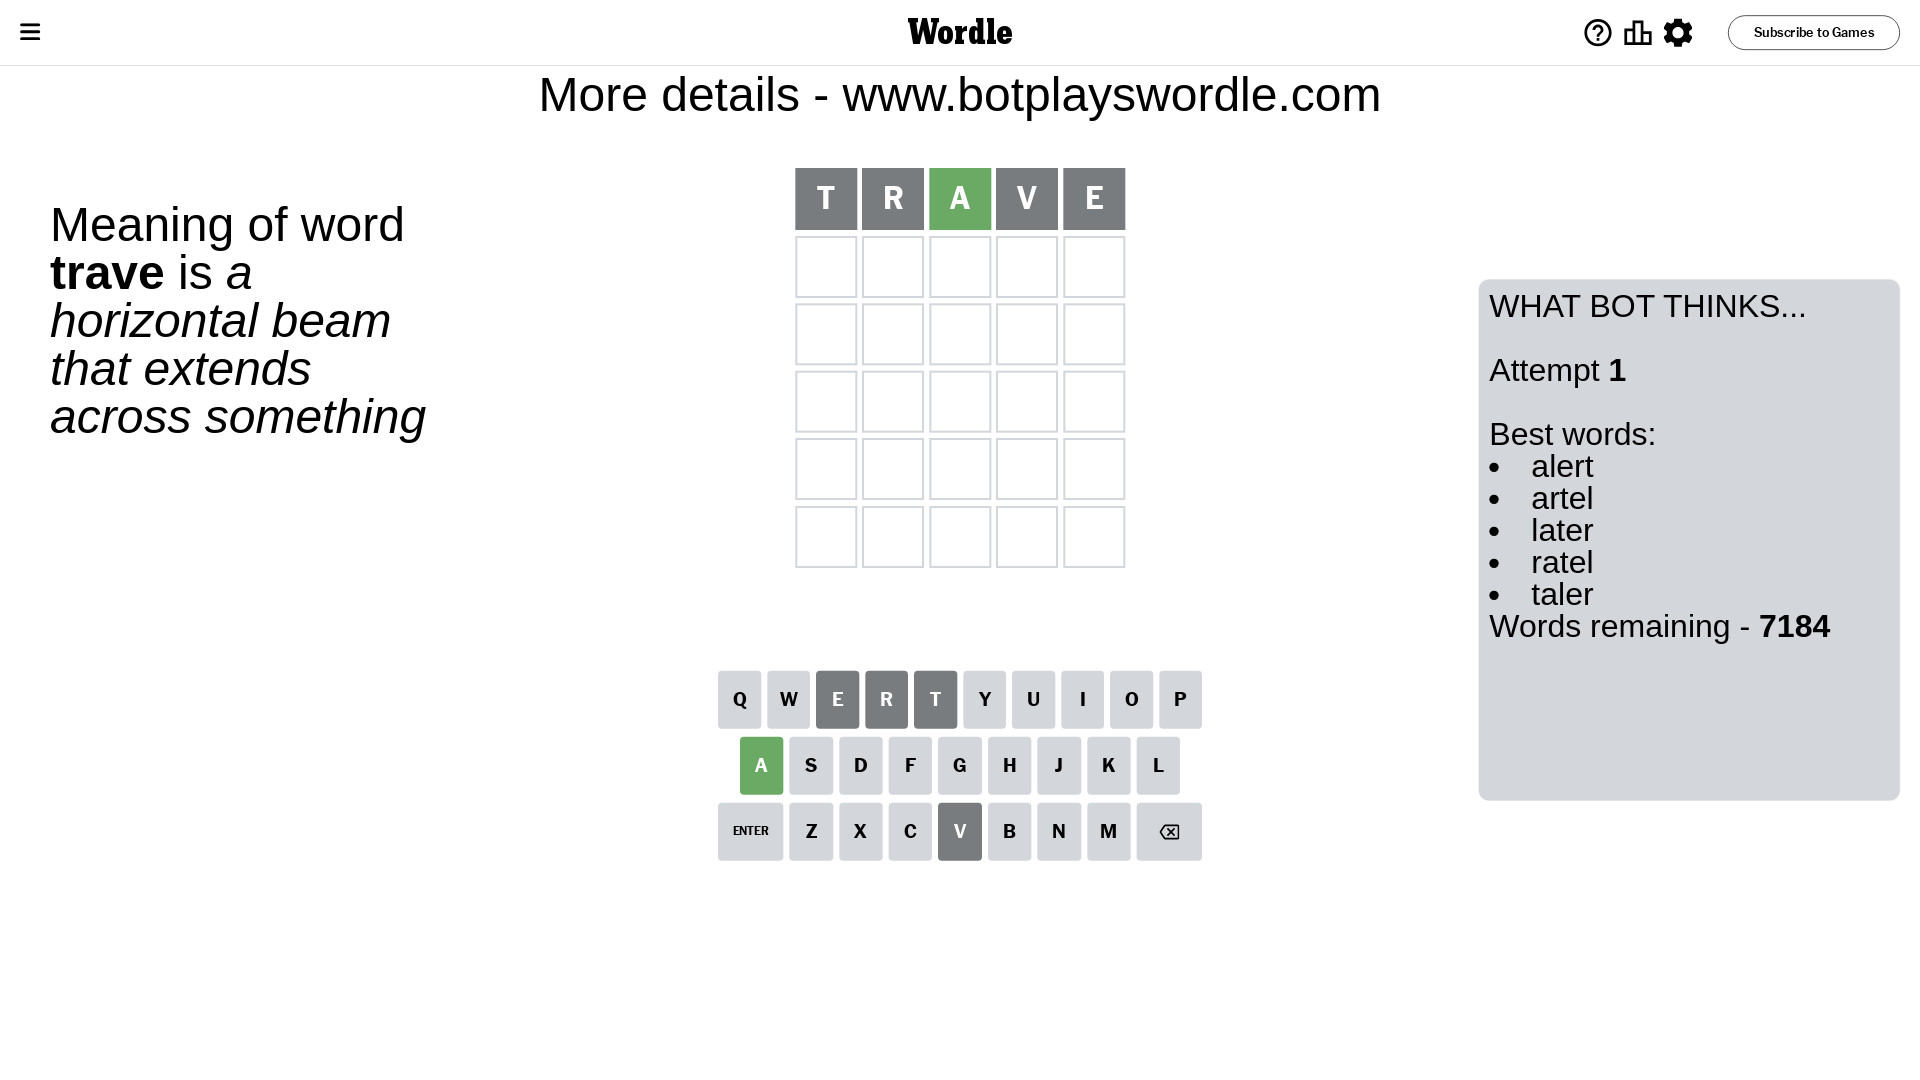 Wordle
Subscribe to Games
More details - www.botplayswordle.com
T R A V E
Meaning of word
trave is a
horizontal beam
that extends
across something
WHAT BOT THINKS...
Attempt 1
Best words:
• alert
• artel
• later
• ratel
• taler
Words remaining - 7184
Q W E R T Y U I O P
A S D F G H J K L
ENTER Z X C V B N M